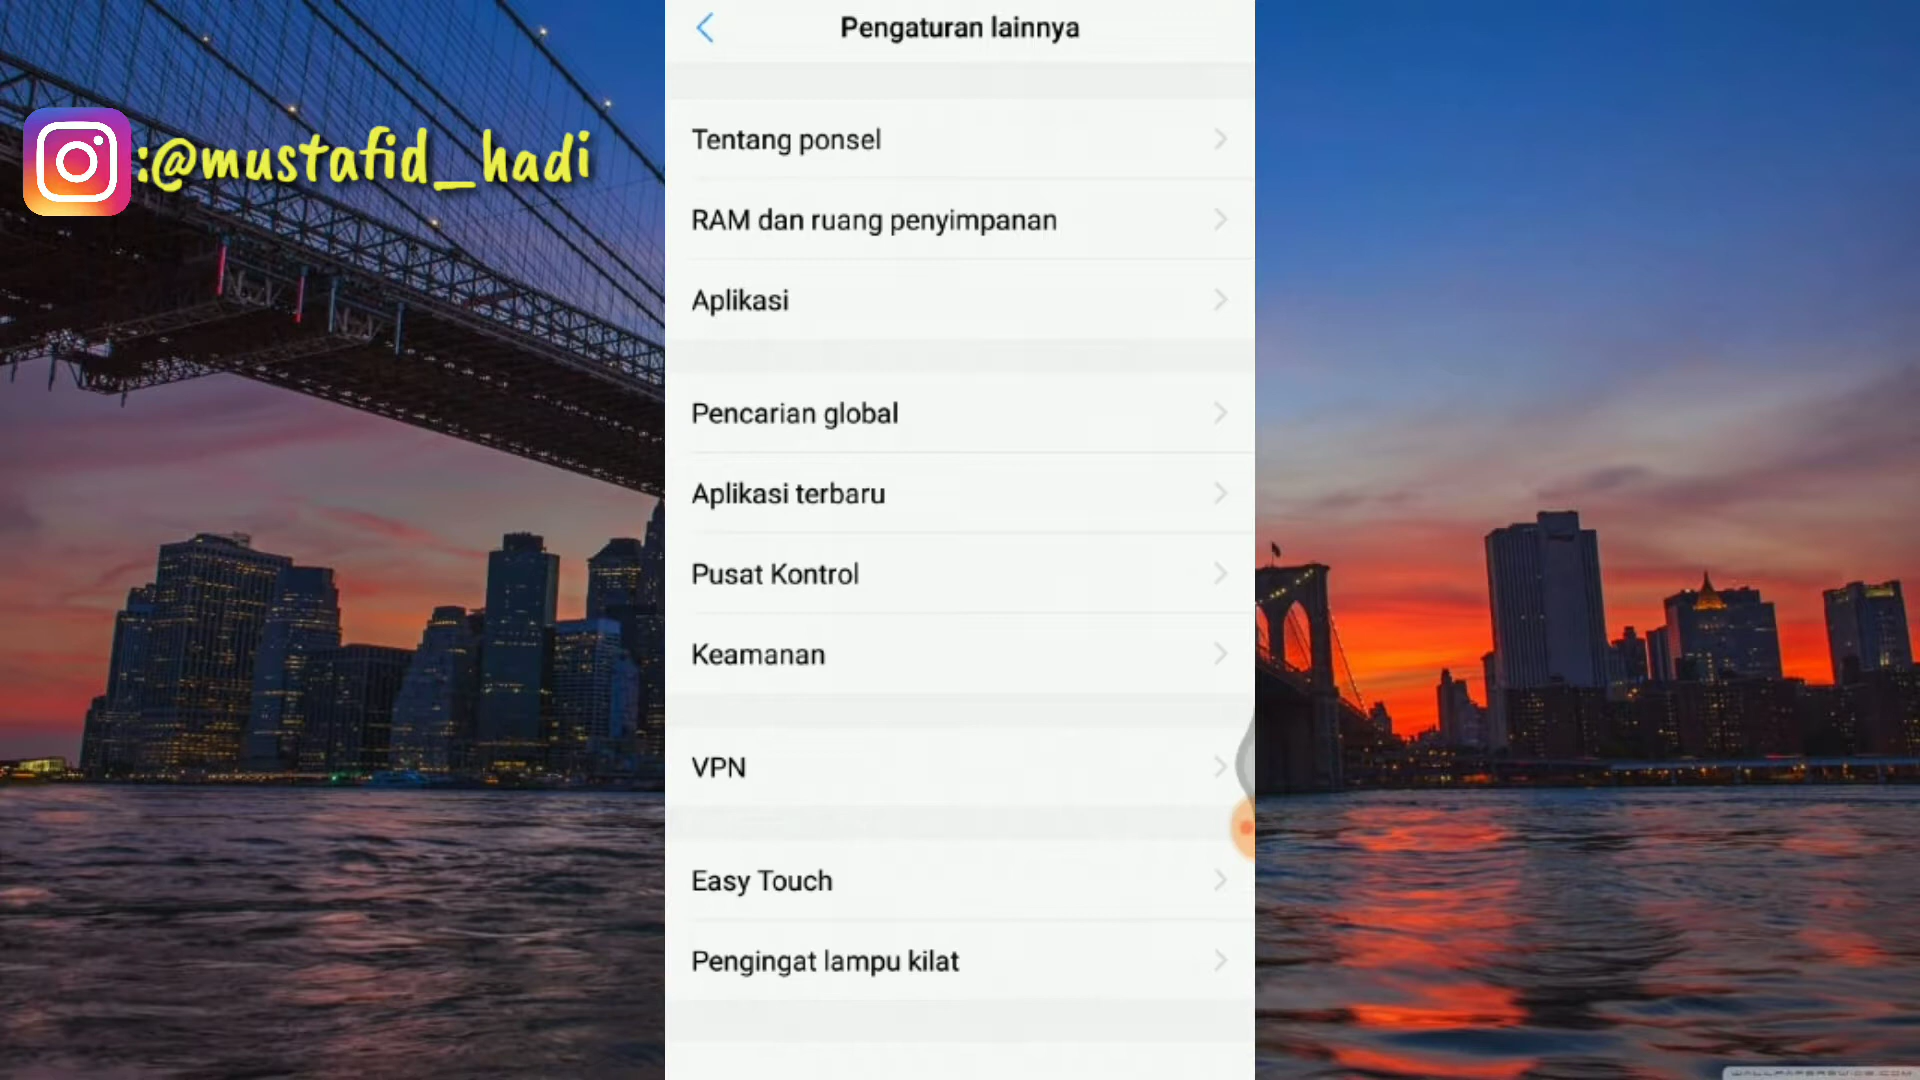 Pengaturan lainnya
:@mustafid_hadi
Tentang ponsel
RAM dan ruang penyimpanan
Aplikasi
Pencarian global
Aplikasi terbaru
Pusat Kontrol
Keamanan
VPN
Easy Touch
Pengingat lampu kilat